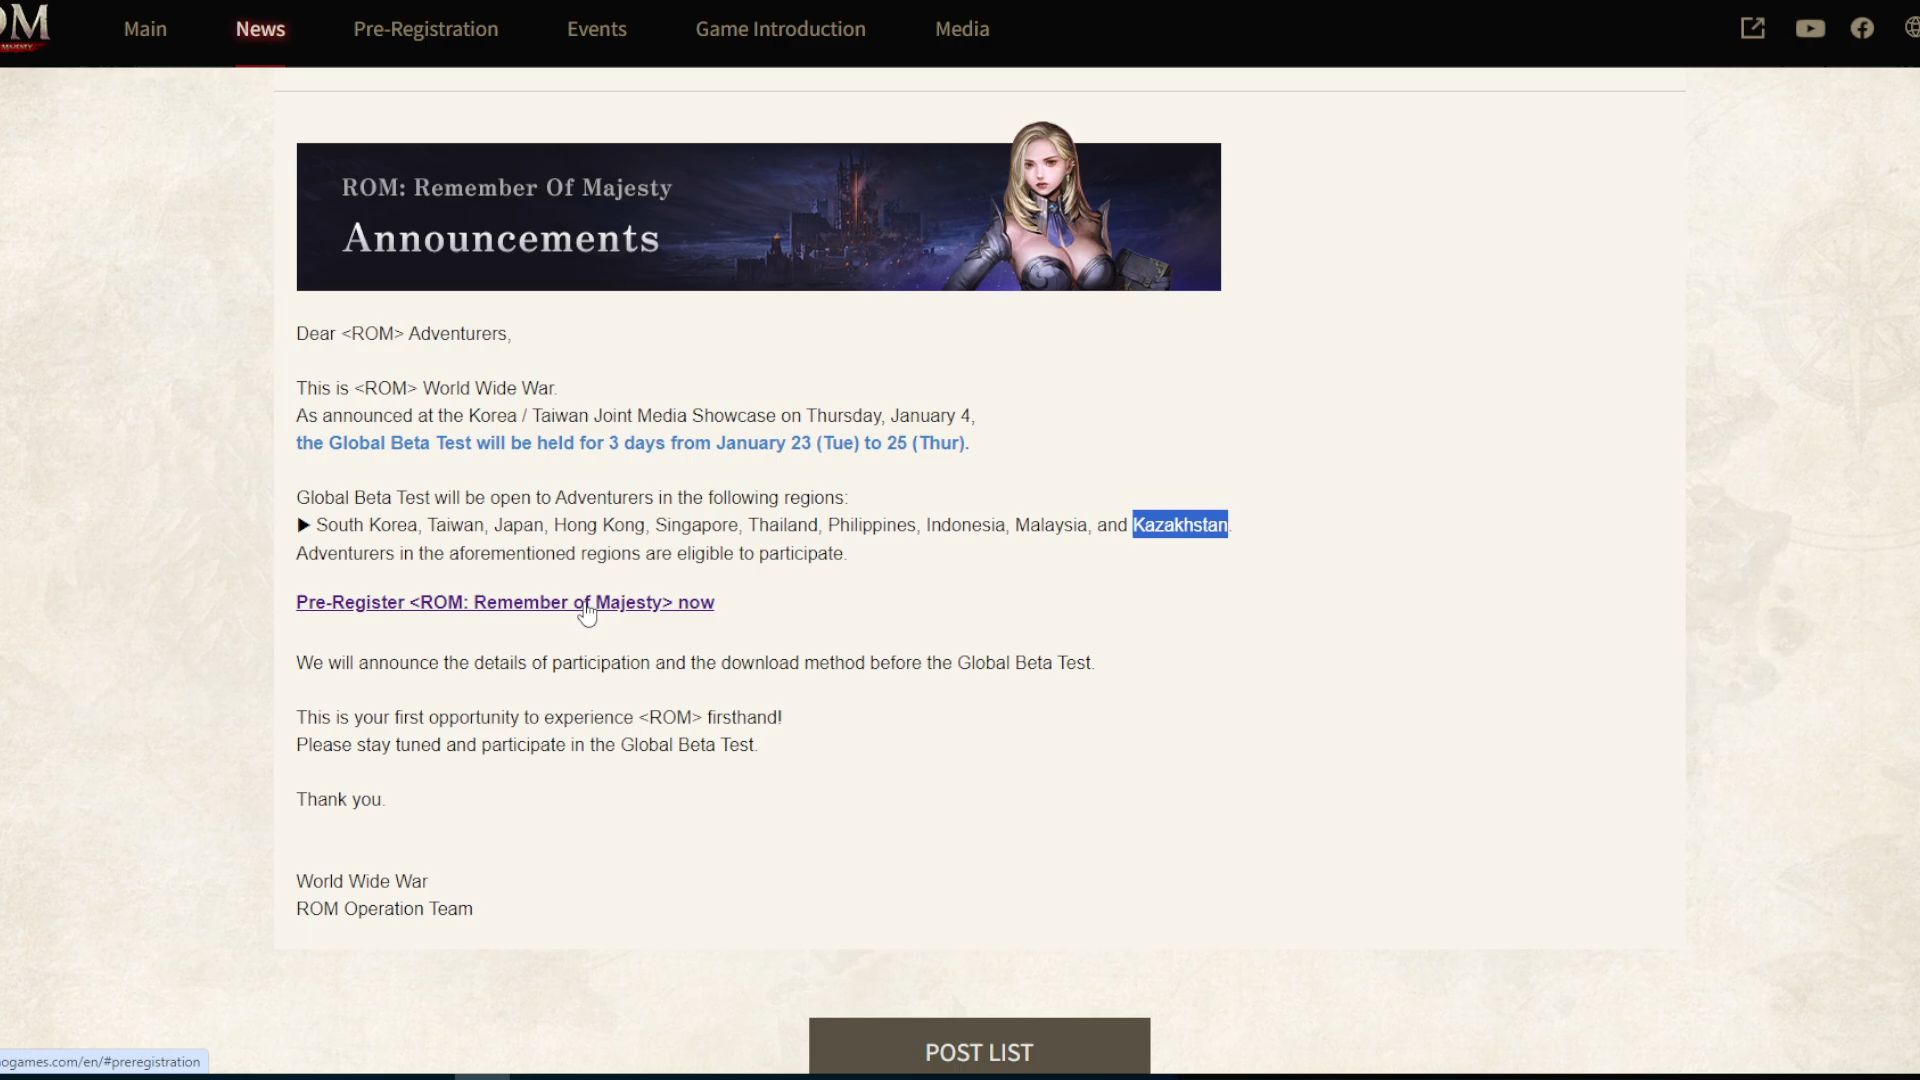 Main
News
Pre-Registration
Events
Game Introduction
Media
ROM: Remember Of Majesty
Announcements
Dear <ROM> Adventurers,
This is <ROM> World Wide War.
As announced at the Korea / Taiwan Joint Media Showcase on Thursday, January 4,
the Global Beta Test will be held for 3 days from January 23 (Tue) to 25 (Thur).
Global Beta Test will be open to Adventurers in the following regions:
▶ South Korea, Taiwan, Japan, Hong Kong, Singapore, Thailand, Philippines, Indonesia, Malaysia, and Kazakhstan.
Adventurers in the aforementioned regions are eligible to participate.
Pre-Register <ROM: Remember of Majesty> now
We will announce the details of participation and the download method before the Global Beta Test.
This is your first opportunity to experience <ROM> firsthand!
Please stay tuned and participate in the Global Beta Test.
Thank you.
World Wide War
ROM Operation Team
POST LIST
ogames.com/en/#preregistration